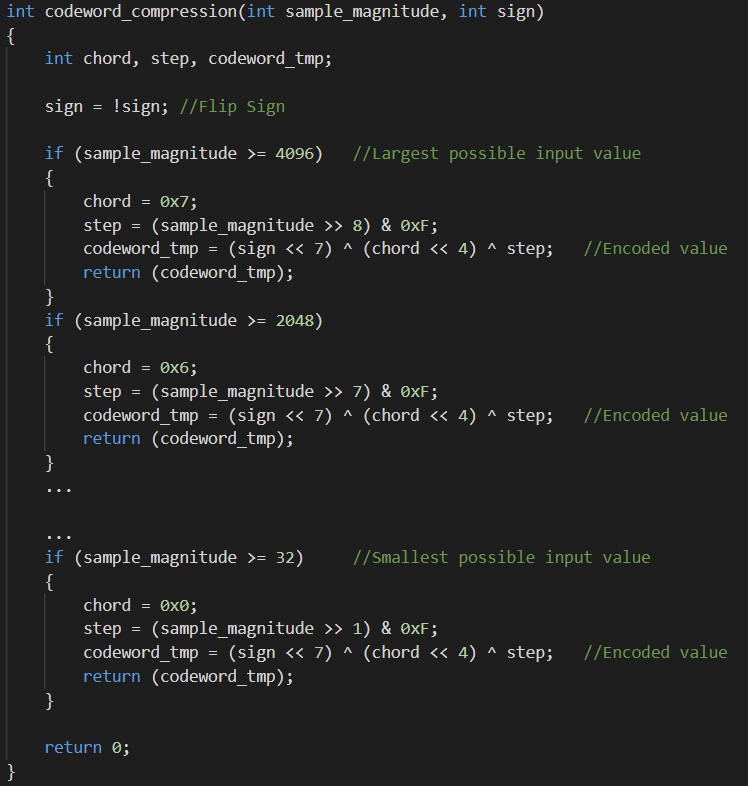 int codeword_compression(int sample_magnitude, int sign)
{
    int chord, step, codeword_tmp;

    sign = !sign; //Flip Sign

    if (sample_magnitude >= 4096)   //Largest possible input value
    {
        chord = 0x7;
        step = (sample_magnitude >> 8) & 0xF;
        codeword_tmp = (sign << 7) ^ (chord << 4) ^ step;   //Encoded value
        return (codeword_tmp);
    }
    if (sample_magnitude >= 2048)
    {
        chord = 0x6;
        step = (sample_magnitude >> 7) & 0xF;
        codeword_tmp = (sign << 7) ^ (chord << 4) ^ step;   //Encoded value
        return (codeword_tmp);
    }
    ...

    ...
    if (sample_magnitude >= 32)     //Smallest possible input value
    {
        chord = 0x0;
        step = (sample_magnitude >> 1) & 0xF;
        codeword_tmp = (sign << 7) ^ (chord << 4) ^ step;   //Encoded value
        return (codeword_tmp);
    }

    return 0;
}